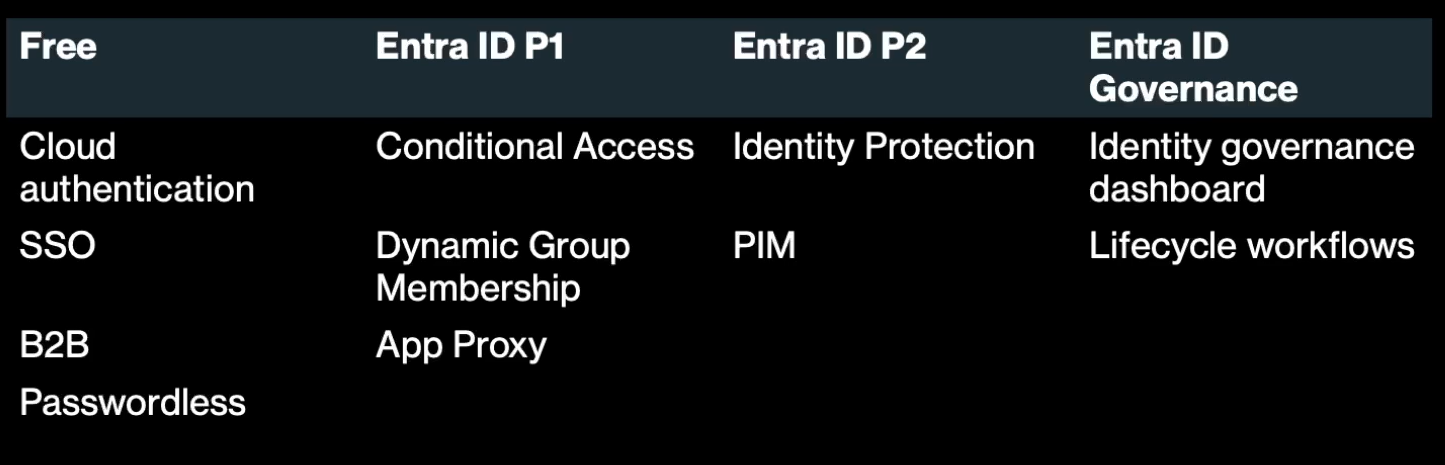 Free Entra ID P1 Entra ID P2 Entra ID
Governance
Cloud Conditional Access Identity Protection Identity governance
authentication dashboard
SSO Dynamic Group PIM Lifecycle workflows
Membership
B2B App Proxy
Passwordless